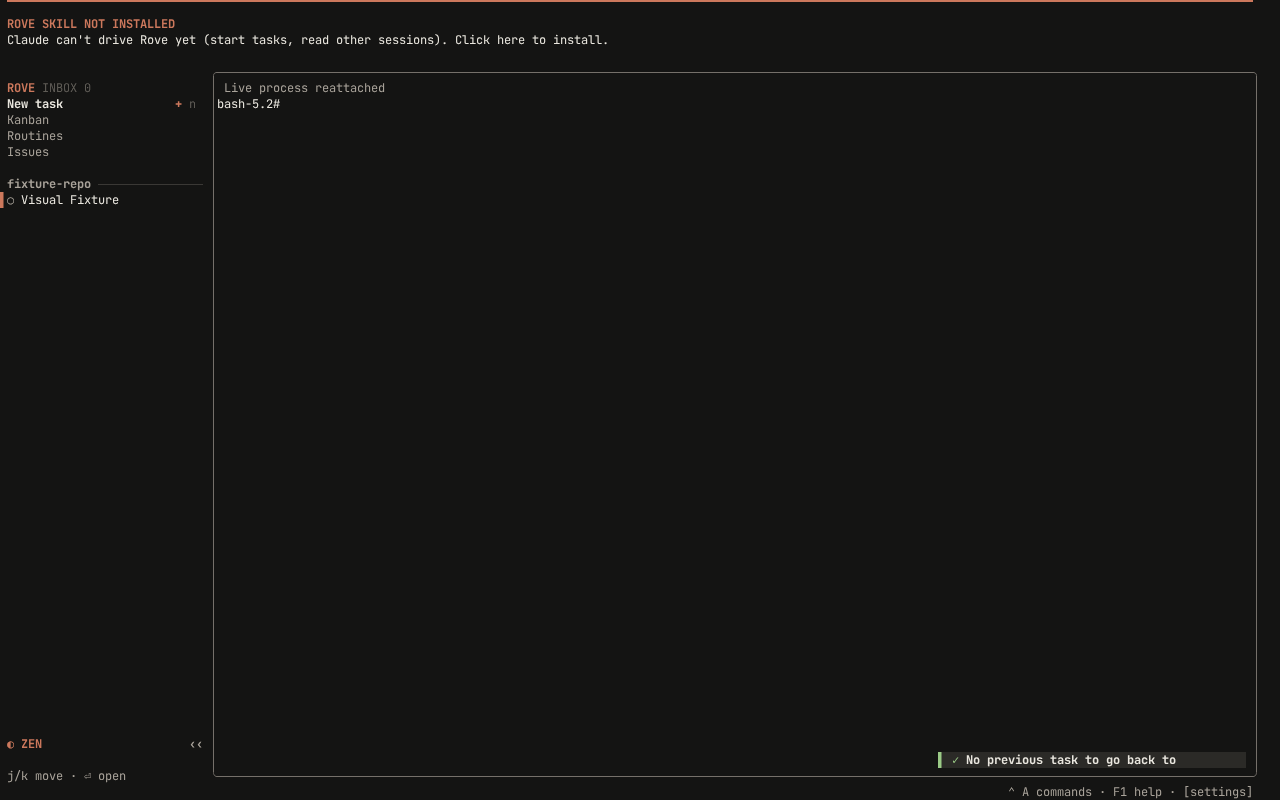 ROVE SKILL NOT INSTALLED
Claude can't drive Rove yet (start tasks, read other sessions). Click here to install.
ROVE INBOX 0
New task + n
Kanban
Routines
Issues
fixture-repo
○ Visual Fixture
Live process reattached
bash-5.2#
◐ ZEN ‹‹
j/k move · ⏎ open
✓ No previous task to go back to
^ A commands · F1 help · [settings]